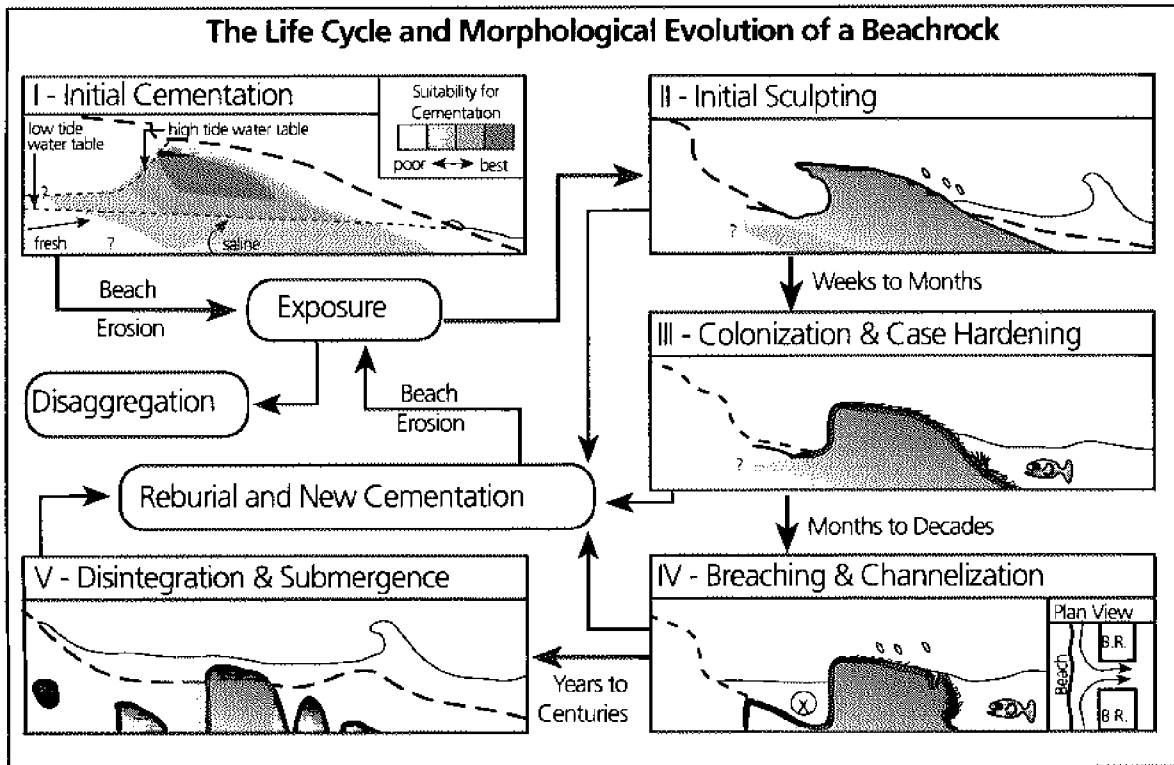 The Life Cycle and Morphological Evolution of a Beachrock
I - Initial Cementation
Suitability for
Cementation
poor
best
low tide
water table
high tide water table
?
fresh
?
saline
II - Initial Sculpting
?
Beach
Erosion
Exposure
Weeks to Months
Disaggregation
Beach
Erosion
III - Colonization & Case Hardening
?
Reburial and New Cementation
Months to Decades
V - Disintegration & Submergence
Years to
Centuries
IV - Breaching & Channelization
X
Plan View
Beach
B.R.
B.R.